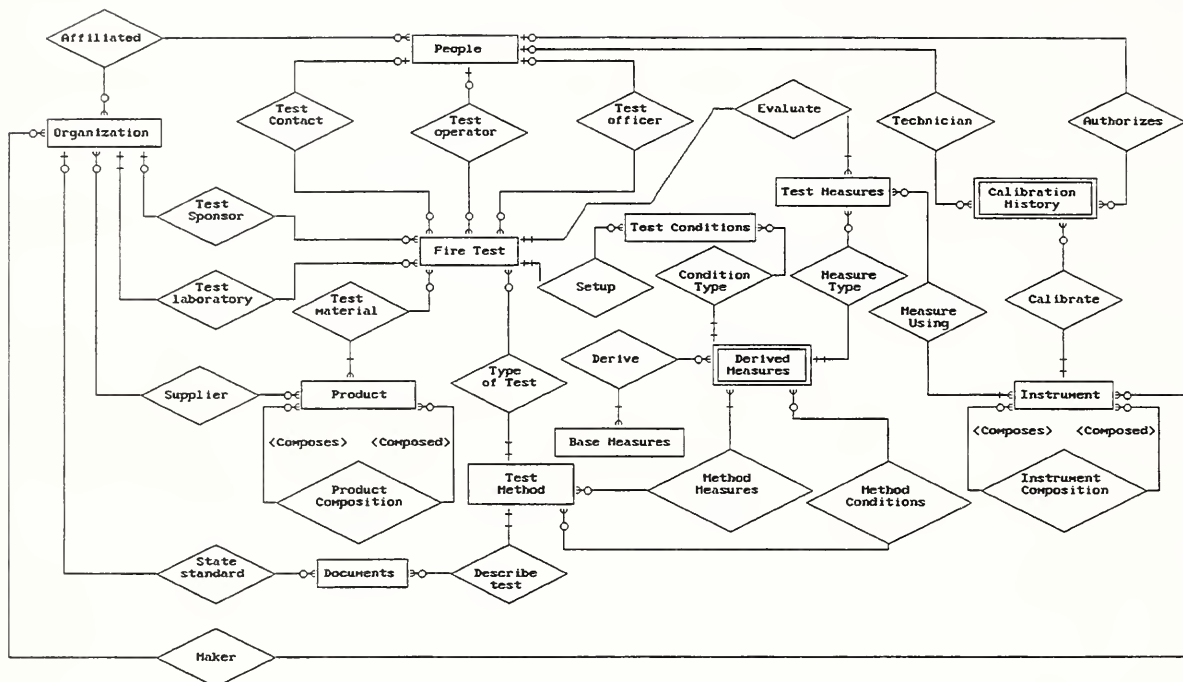 Affiliated
People
Test
Contact
Test
operator
Test
officer
Evaluate
Technician
Authorizes
Organization
Test Measures
Calibration
History
Test
Sponsor
Fire Test
Test Conditions
Test
laboratory
Test
material
Setup
Condition
Type
Measure
Type
Measure
Using
Calibrate
Supplier
Product
Type
of Test
Derive
Derived
Measures
Instrument
<Composes>
<Composed>
Base Measures
<Composes>
<Composed>
Product
Composition
Test
Method
Method
Measures
Method
Conditions
Instrument
Composition
State
standard
Documents
Describe
test
Maker